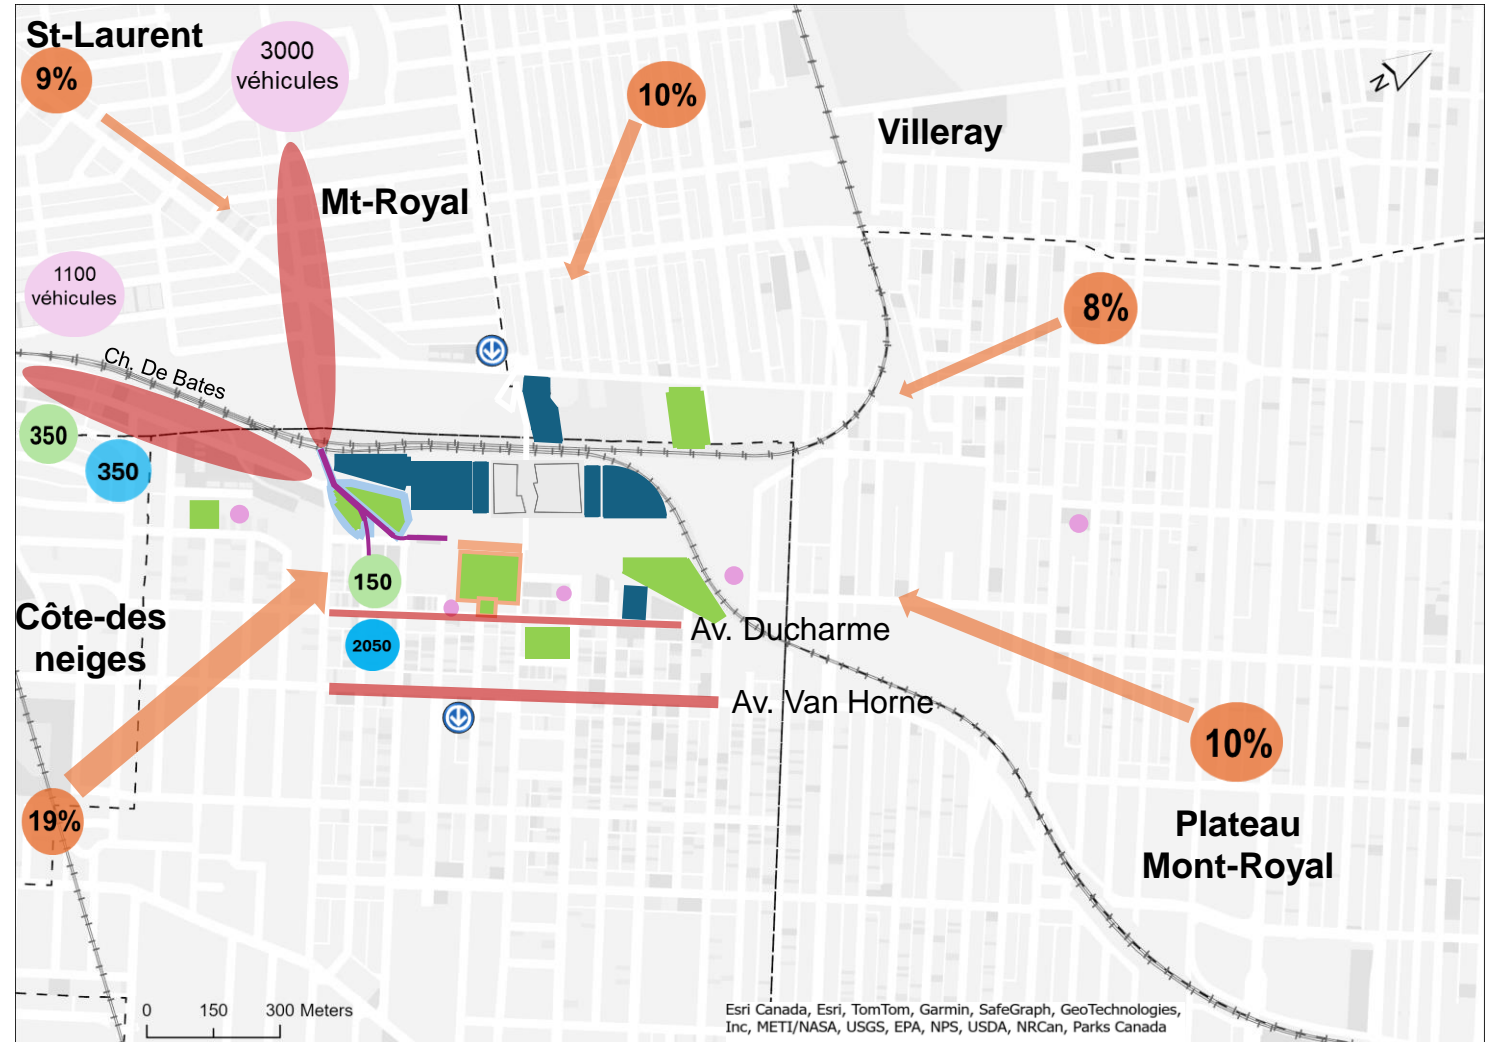 St-Laurent
9%
3000
véhicules
10%
Villeray
N
Mt-Royal
1100
véhicules
8%
Ch. De Bates
350
350
150
Côte-des
neiges
2050
Av. Ducharme
Av. Van Horne
10%
19%
Plateau
Mont-Royal
0 150 300 Meters
Esri Canada, Esri, TomTom, Garmin, SafeGraph, GeoTechnologies,
Inc, METI/NASA, USGS, EPA, NPS, USDA, NRCan, Parks Canada